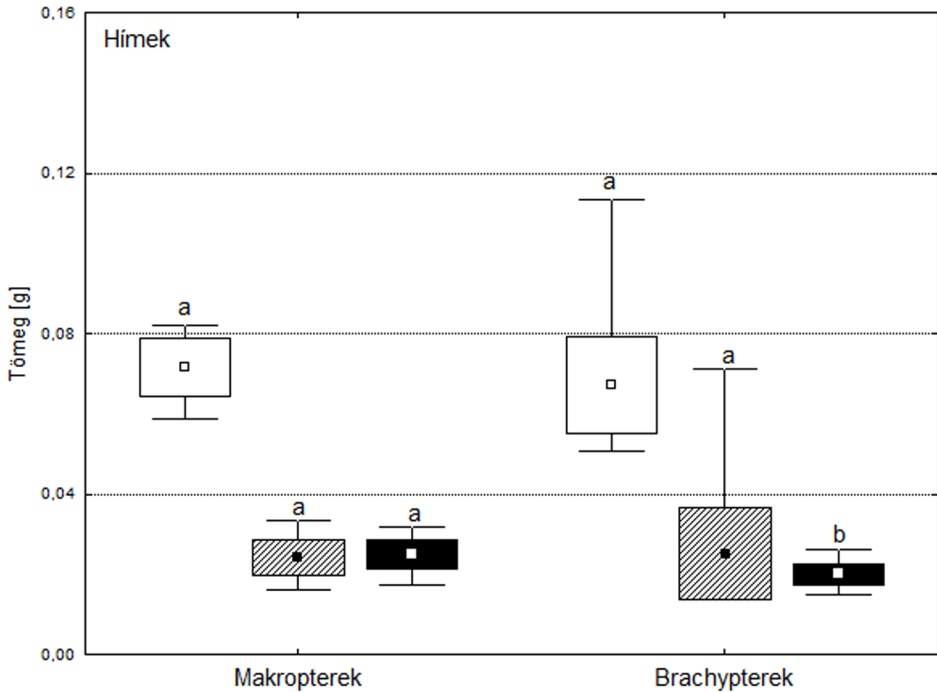 0,16
Hímek
0,12
0,08
0,04
0,00
Tömeg [g]
a
a
a
a
a
b
Makropterek
Brachypterek